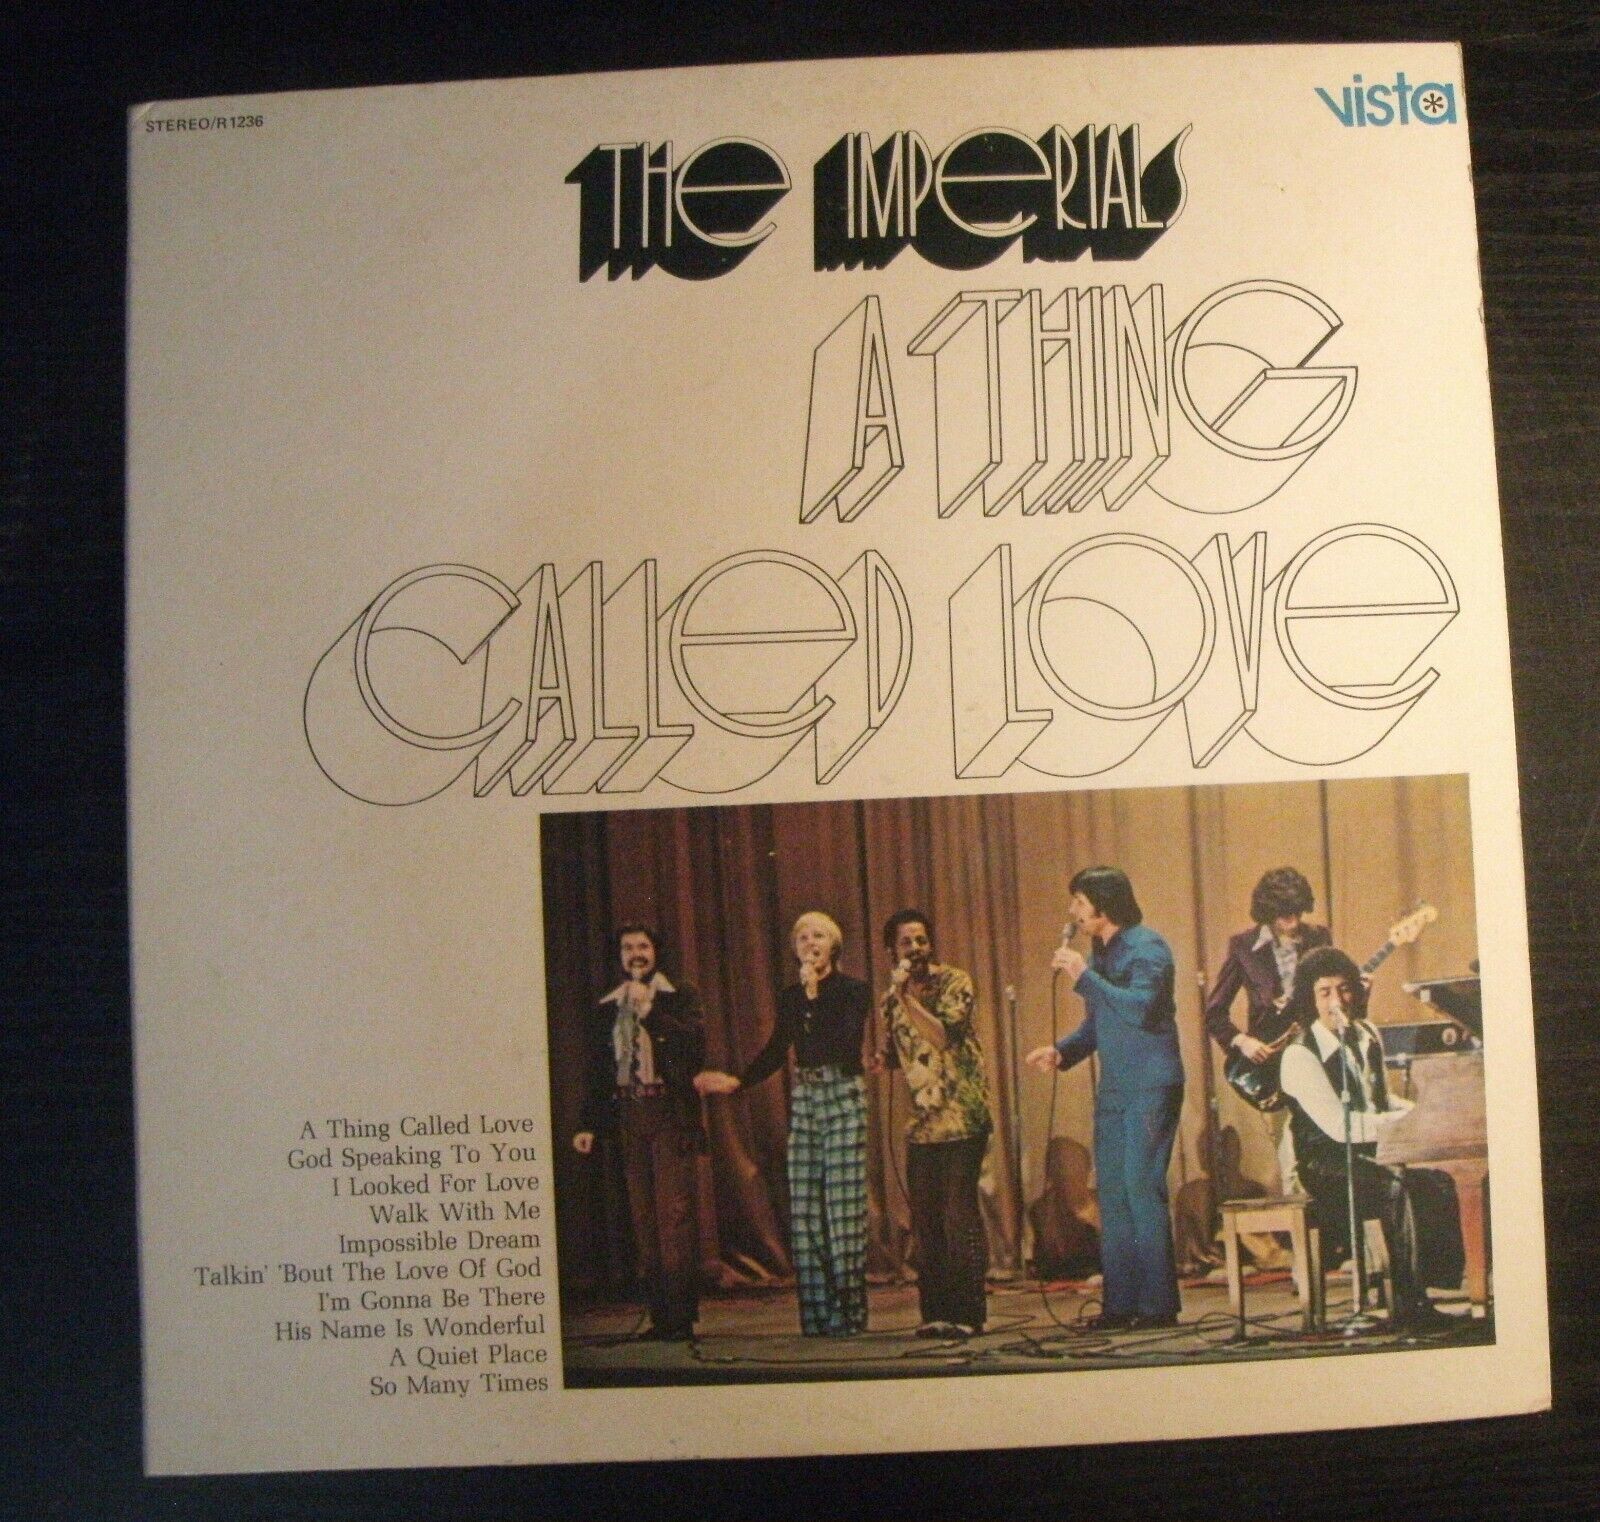 STEREO/R1236
vista
THE IMPERIALS
A THING
CALLED LOVE
A Thing Called Love
God Speaking To You
I Looked For Love
Walk With Me
Impossible Dream
Talkin' 'Bout The Love Of God
I'm Gonna Be There
His Name Is Wonderful
A Quiet Place
So Many Times